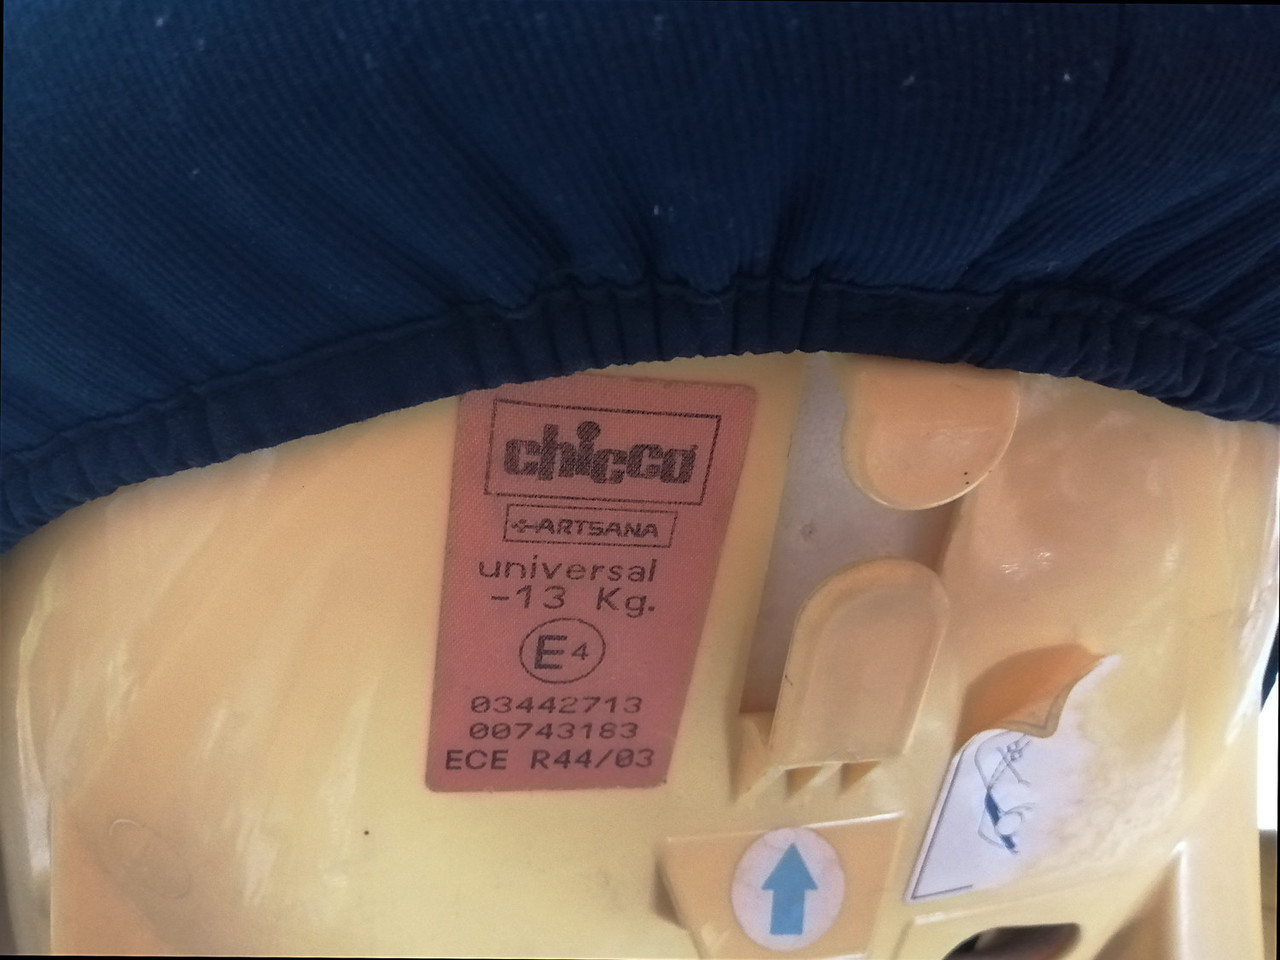 chicco
ARTSANA
universal
-13 Kg.
E4
03442713
00743183
ECE R44/03